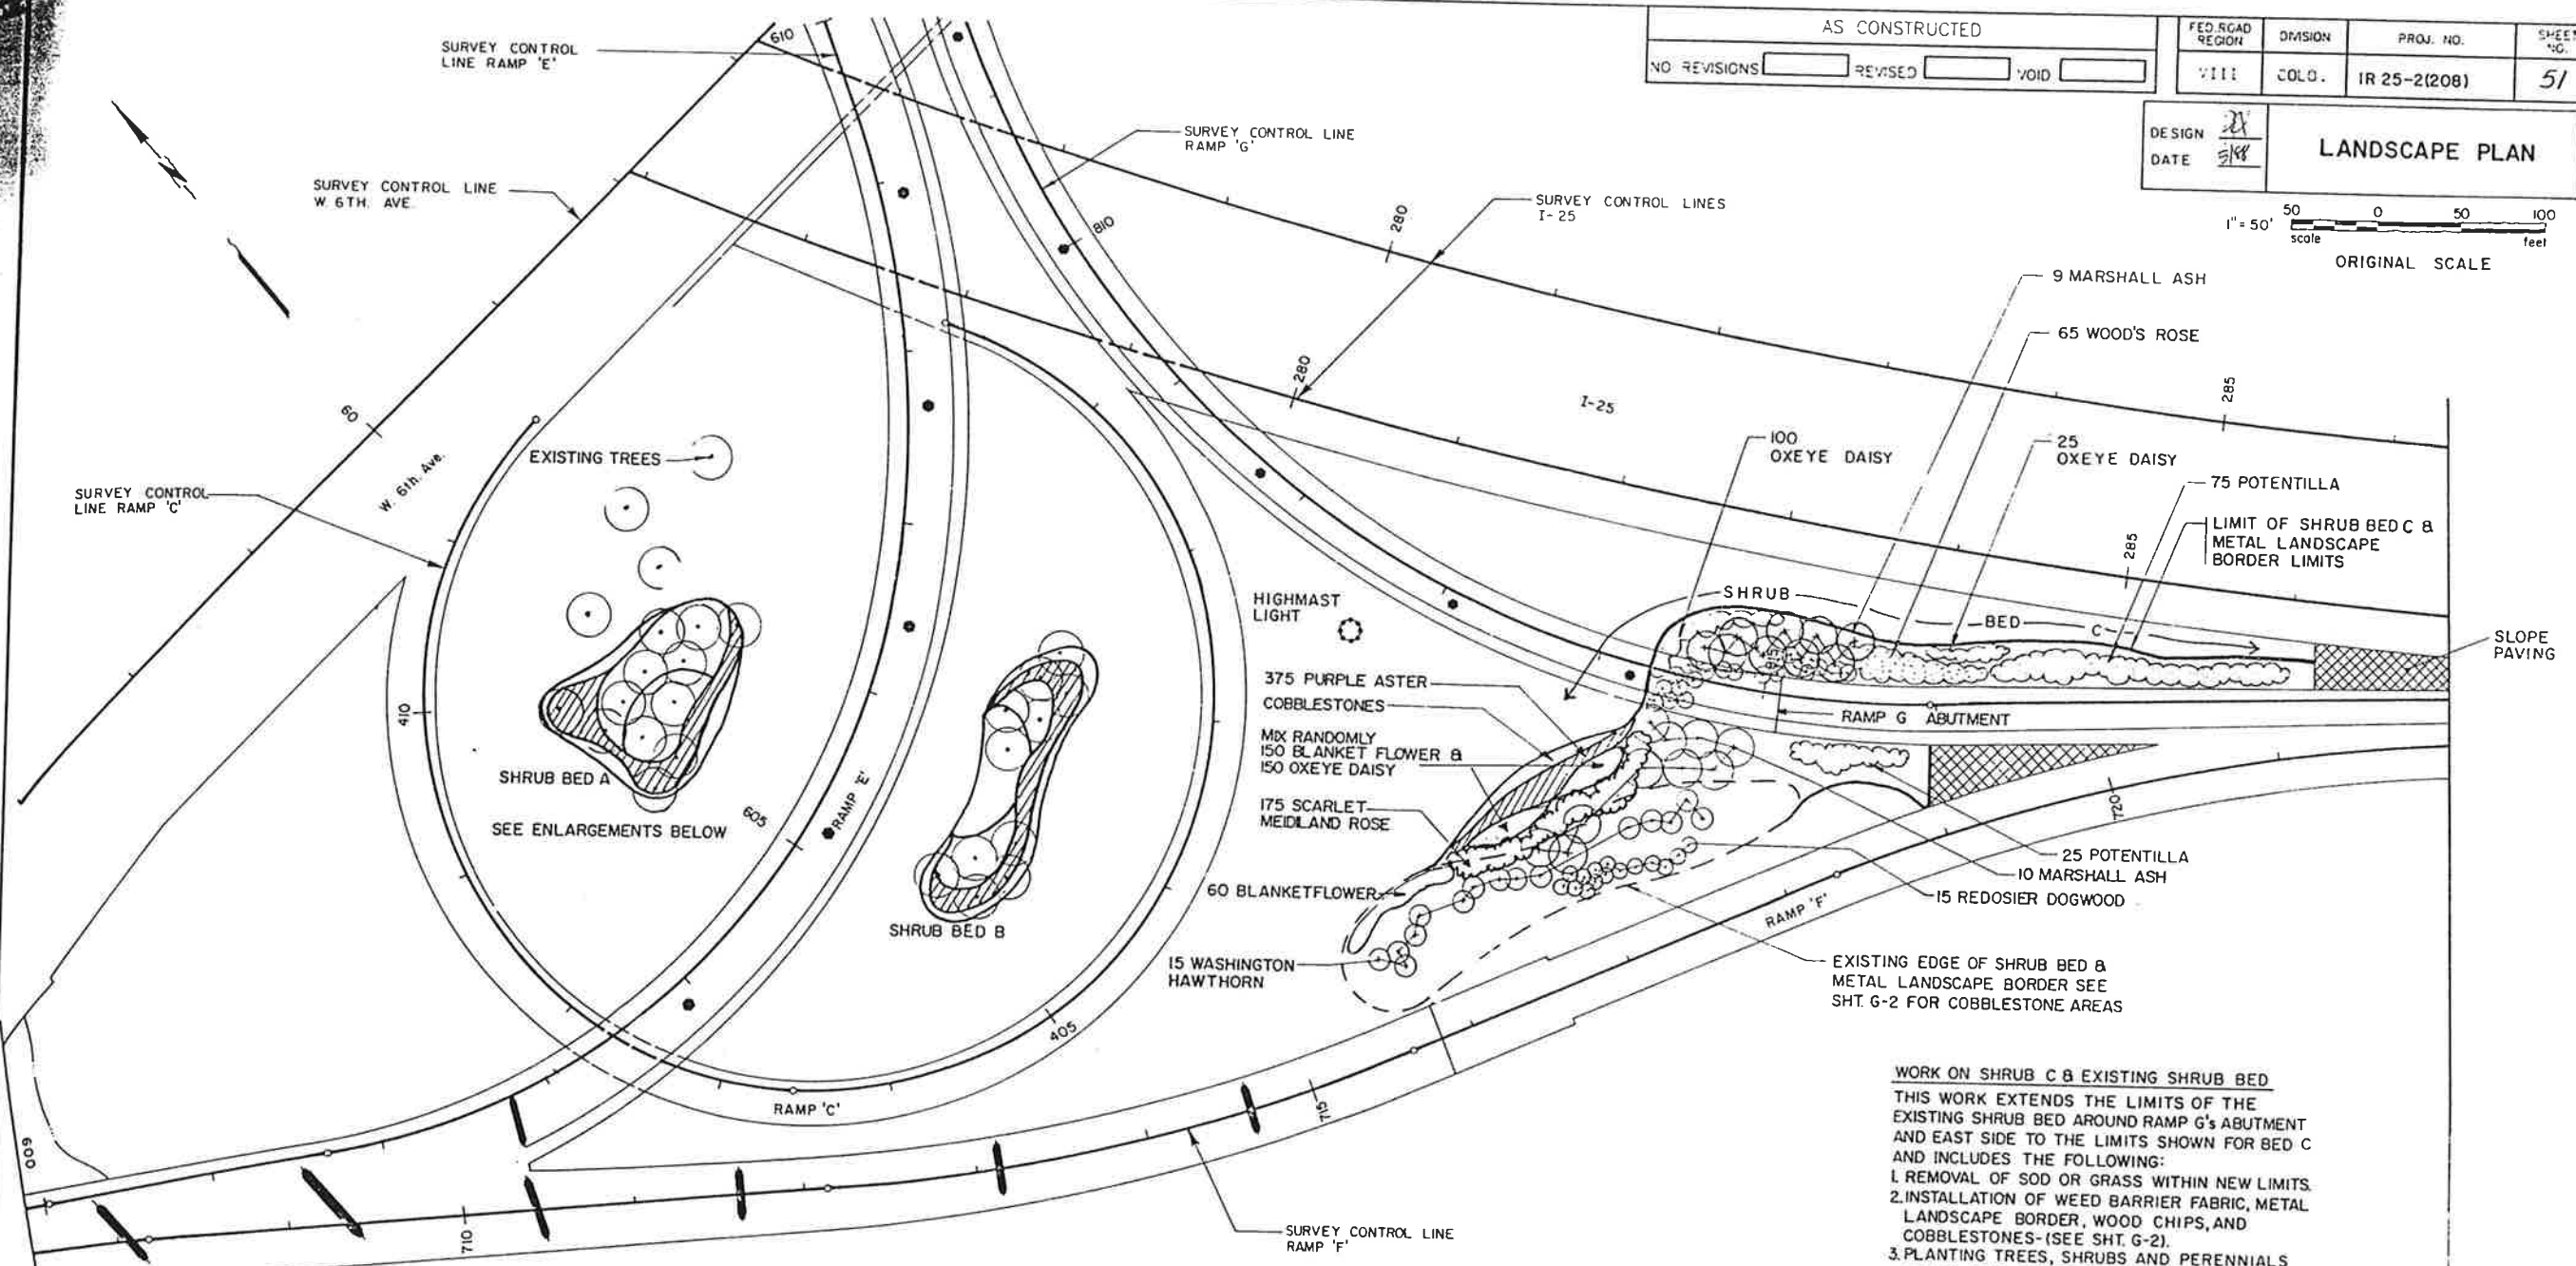 AS CONSTRUCTED
NO REVISIONS REVISED VOID
FED. ROAD REGION
DIVISION
PROJ. NO.
SHEET NO.
VIII
COLO.
IR 25-2(208)
51
DESIGN
DATE 5/88
LANDSCAPE PLAN
1" = 50'
50 0 50 100
scale feet
ORIGINAL SCALE
SURVEY CONTROL
LINE RAMP 'E'
610
SURVEY CONTROL LINE
RAMP 'G'
SURVEY CONTROL LINE
W. 6TH. AVE.
N
SURVEY CONTROL LINES
I-25
280
810
9 MARSHALL ASH
65 WOOD'S ROSE
280
I-25
285
60
W. 6th. Ave.
EXISTING TREES
100
OXEYE DAISY
25
OXEYE DAISY
75 POTENTILLA
SURVEY CONTROL
LINE RAMP 'C'
LIMIT OF SHRUB BED C &
METAL LANDSCAPE
BORDER LIMITS
285
HIGHMAST
LIGHT
SHRUB BED C
SLOPE
PAVING
815
375 PURPLE ASTER
COBBLESTONES
RAMP G ABUTMENT
410
MIX RANDOMLY
150 BLANKET FLOWER &
150 OXEYE DAISY
SHRUB BED A
605
RAMP 'E'
175 SCARLET
MEIDILAND ROSE
720
SEE ENLARGEMENTS BELOW
25 POTENTILLA
10 MARSHALL ASH
60 BLANKETFLOWER
15 REDOSIER DOGWOOD
RAMP 'F'
SHRUB BED B
15 WASHINGTON
HAWTHORN
EXISTING EDGE OF SHRUB BED &
METAL LANDSCAPE BORDER SEE
SHT. G-2 FOR COBBLESTONE AREAS
405
RAMP 'C'
715
600
710
SURVEY CONTROL LINE
RAMP 'F'
WORK ON SHRUB C & EXISTING SHRUB BED
THIS WORK EXTENDS THE LIMITS OF THE
EXISTING SHRUB BED AROUND RAMP G's ABUTMENT
AND EAST SIDE TO THE LIMITS SHOWN FOR BED C
AND INCLUDES THE FOLLOWING:
1. REMOVAL OF SOD OR GRASS WITHIN NEW LIMITS.
2. INSTALLATION OF WEED BARRIER FABRIC, METAL
LANDSCAPE BORDER, WOOD CHIPS, AND
COBBLESTONES-(SEE SHT. G-2).
3. PLANTING TREES, SHRUBS AND PERENNIALS